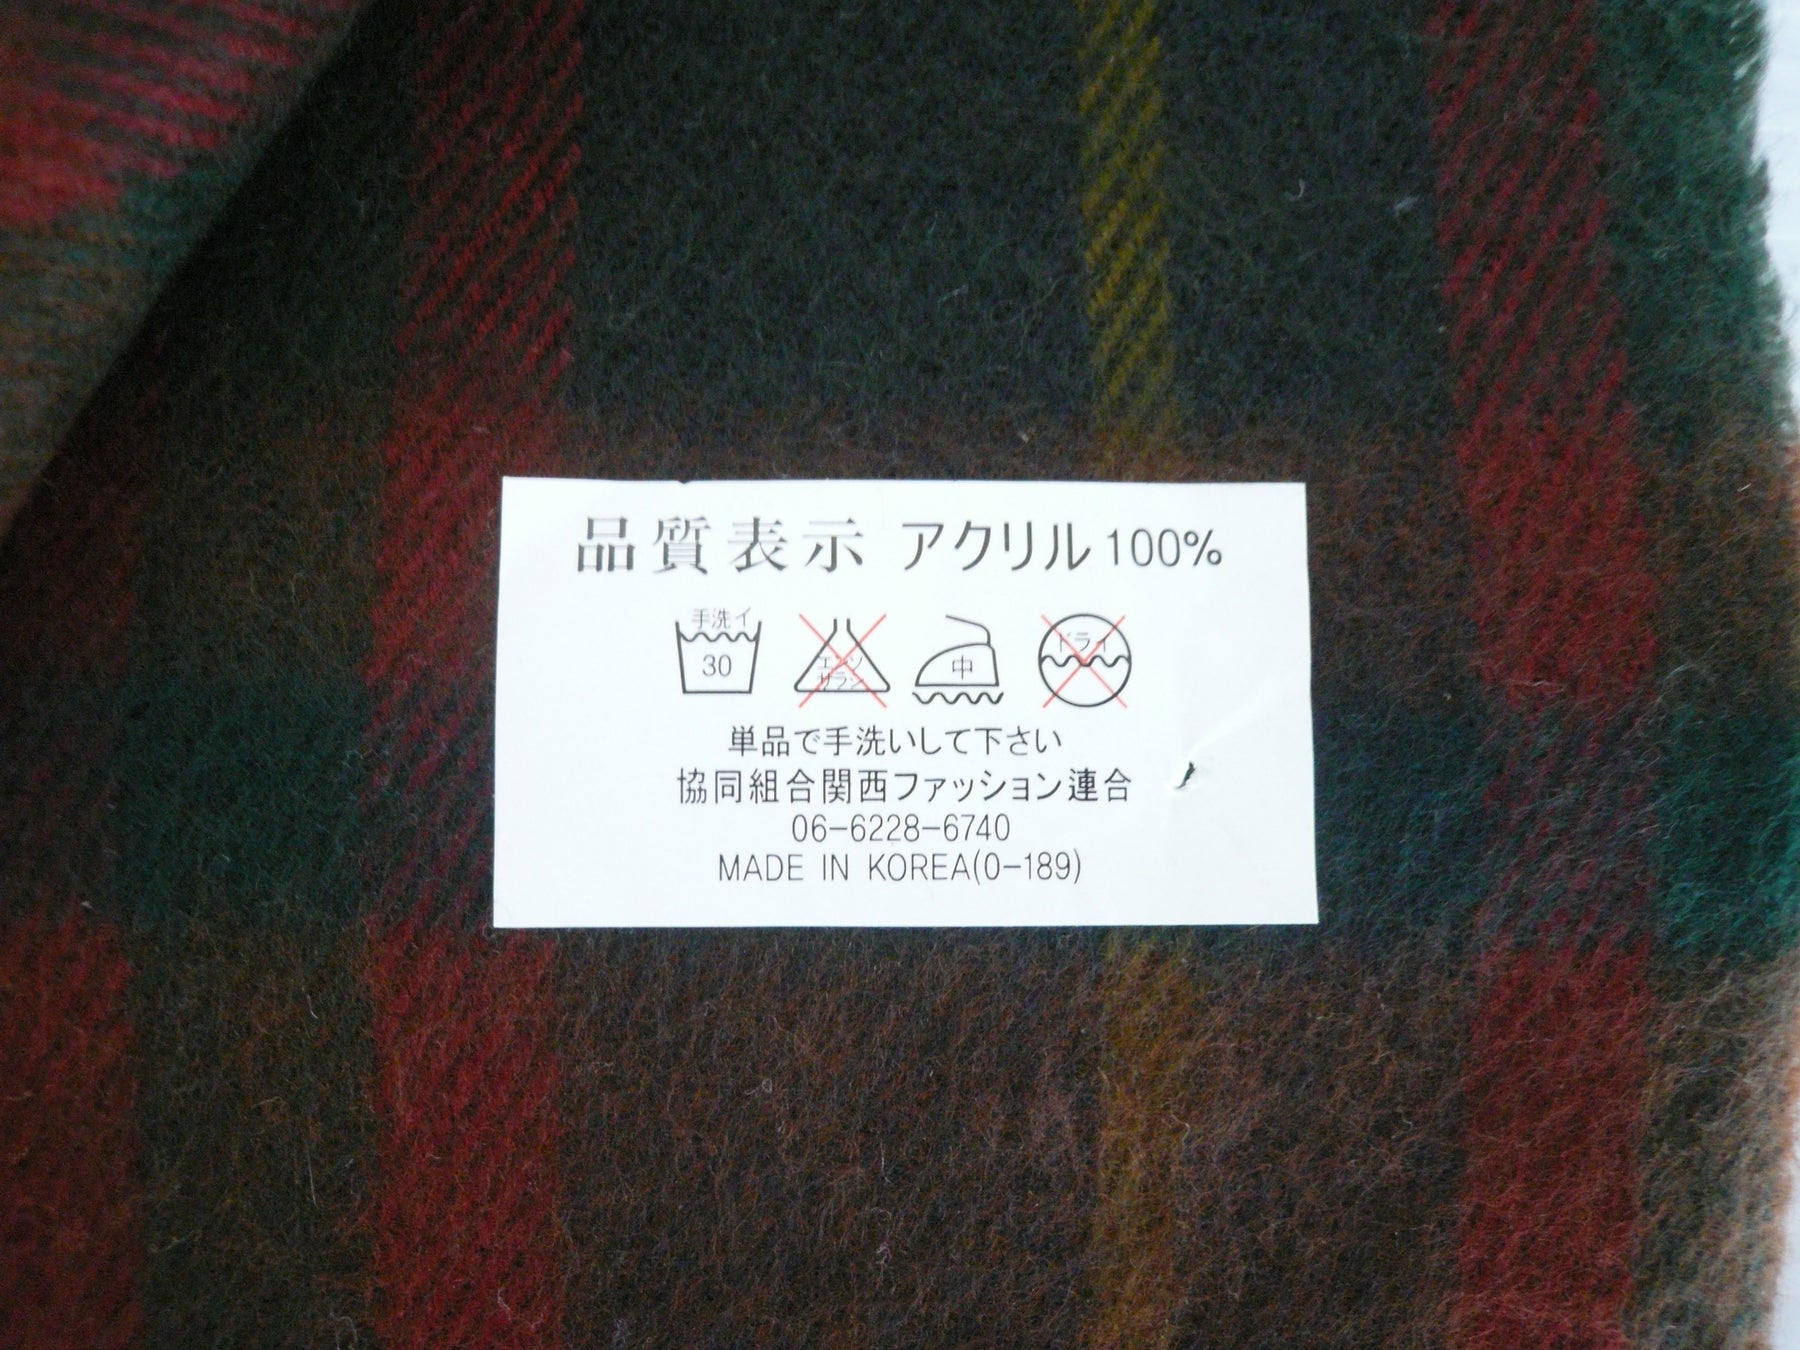 品質表示 アクリル100%
手洗イ 30 エンソ サラシ 中 ドライ
単品で手洗いして下さい
協同組合関西ファッション連合
06-6228-6740
MADE IN KOREA(0-189)